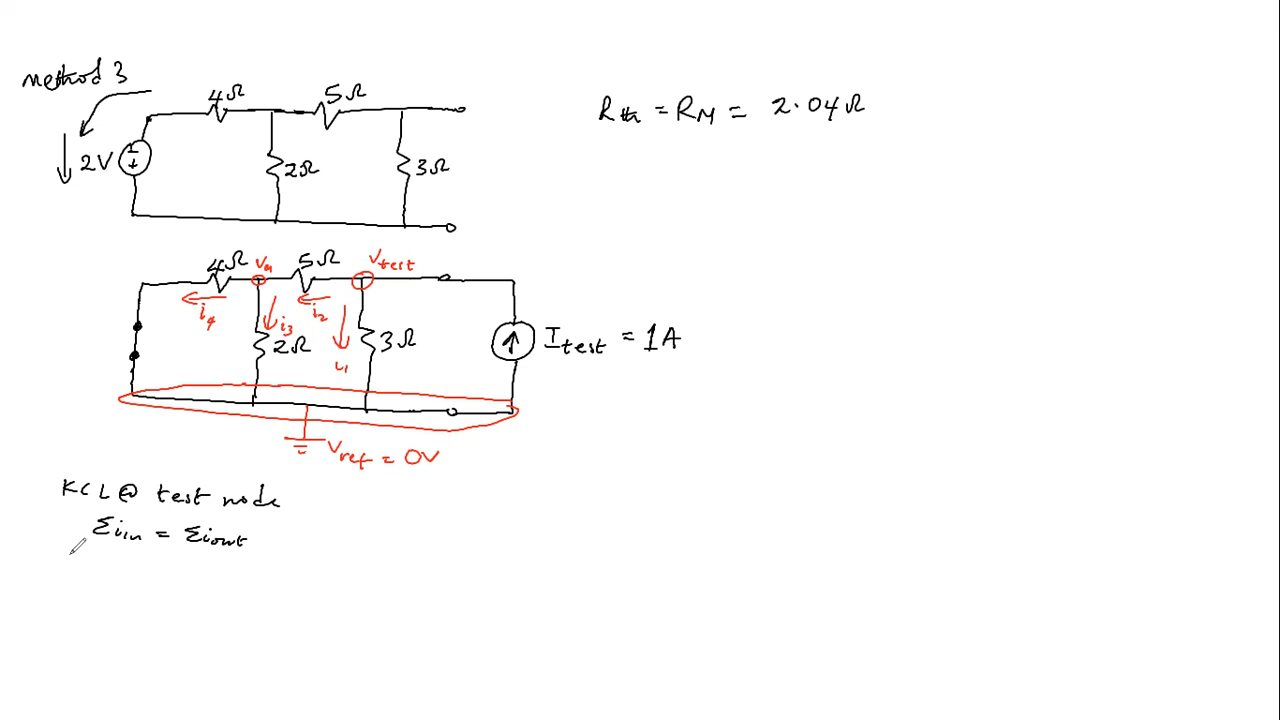 method 3
4Ω 5Ω
2V 2Ω 3Ω
Rth = RN = 2.04Ω
4Ω Va 5Ω Vtest
i4 i3 i2
2Ω 3Ω Itest = 1A
i1
Vref = 0V
KCL @ test node
Σiin = Σiout